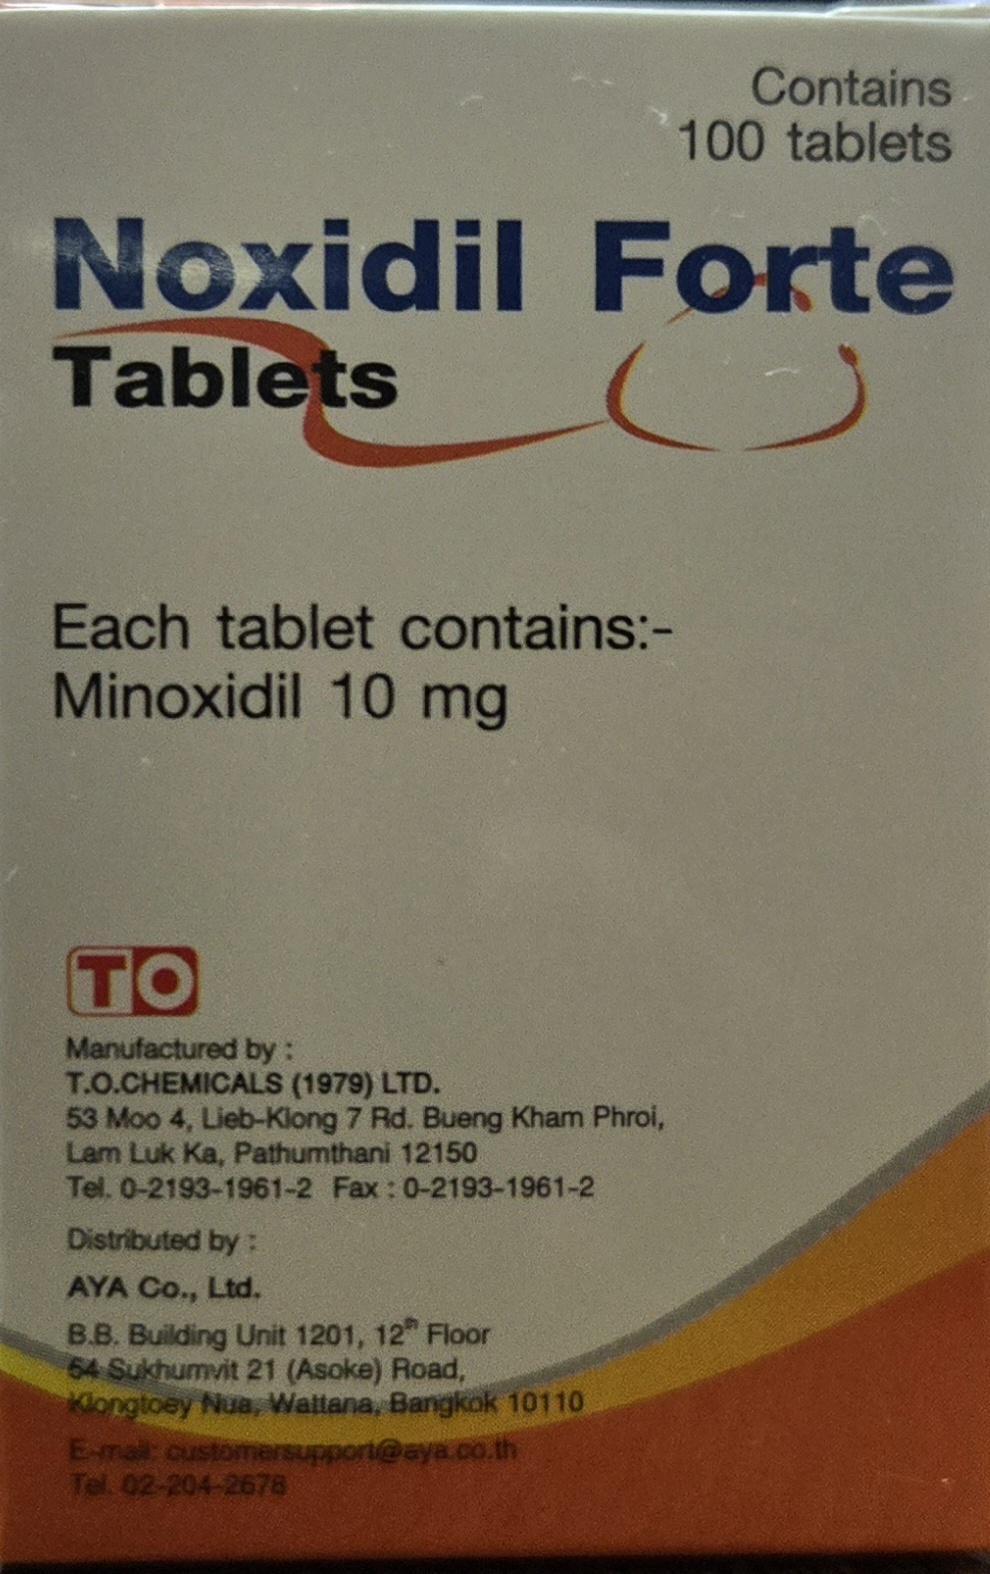 Contains
100 tablets
Noxidil Forte
Tablets
Each tablet contains:-
Minoxidil 10 mg
TO
Manufactured by :
T.O.CHEMICALS (1979) LTD.
53 Moo 4, Lieb-Klong 7 Rd. Bueng Kham Phroi,
Lam Luk Ka, Pathumthani 12150
Tel. 0-2193-1961-2 Fax : 0-2193-1961-2
Distributed by :
AYA Co., Ltd.
B.B. Building Unit 1201, 12th Floor
54 Sukhumvit 21 (Asoke) Road,
Klongtoey Nua, Wattana, Bangkok 10110
E-mail: customersupport@aya.co.th
Tel. 02-204-2678